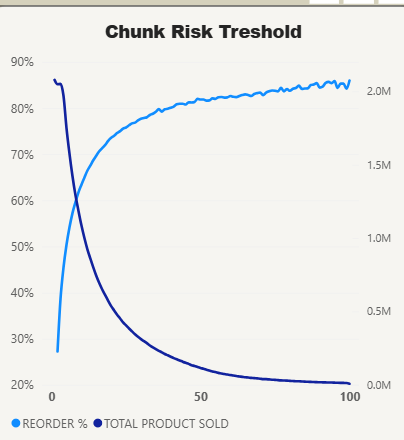 Chunk Risk Treshold
90%
80%
70%
60%
50%
40%
30%
20%
2.0M
1.5M
1.0M
0.5M
0.0M
0 50 100
REORDER % TOTAL PRODUCT SOLD